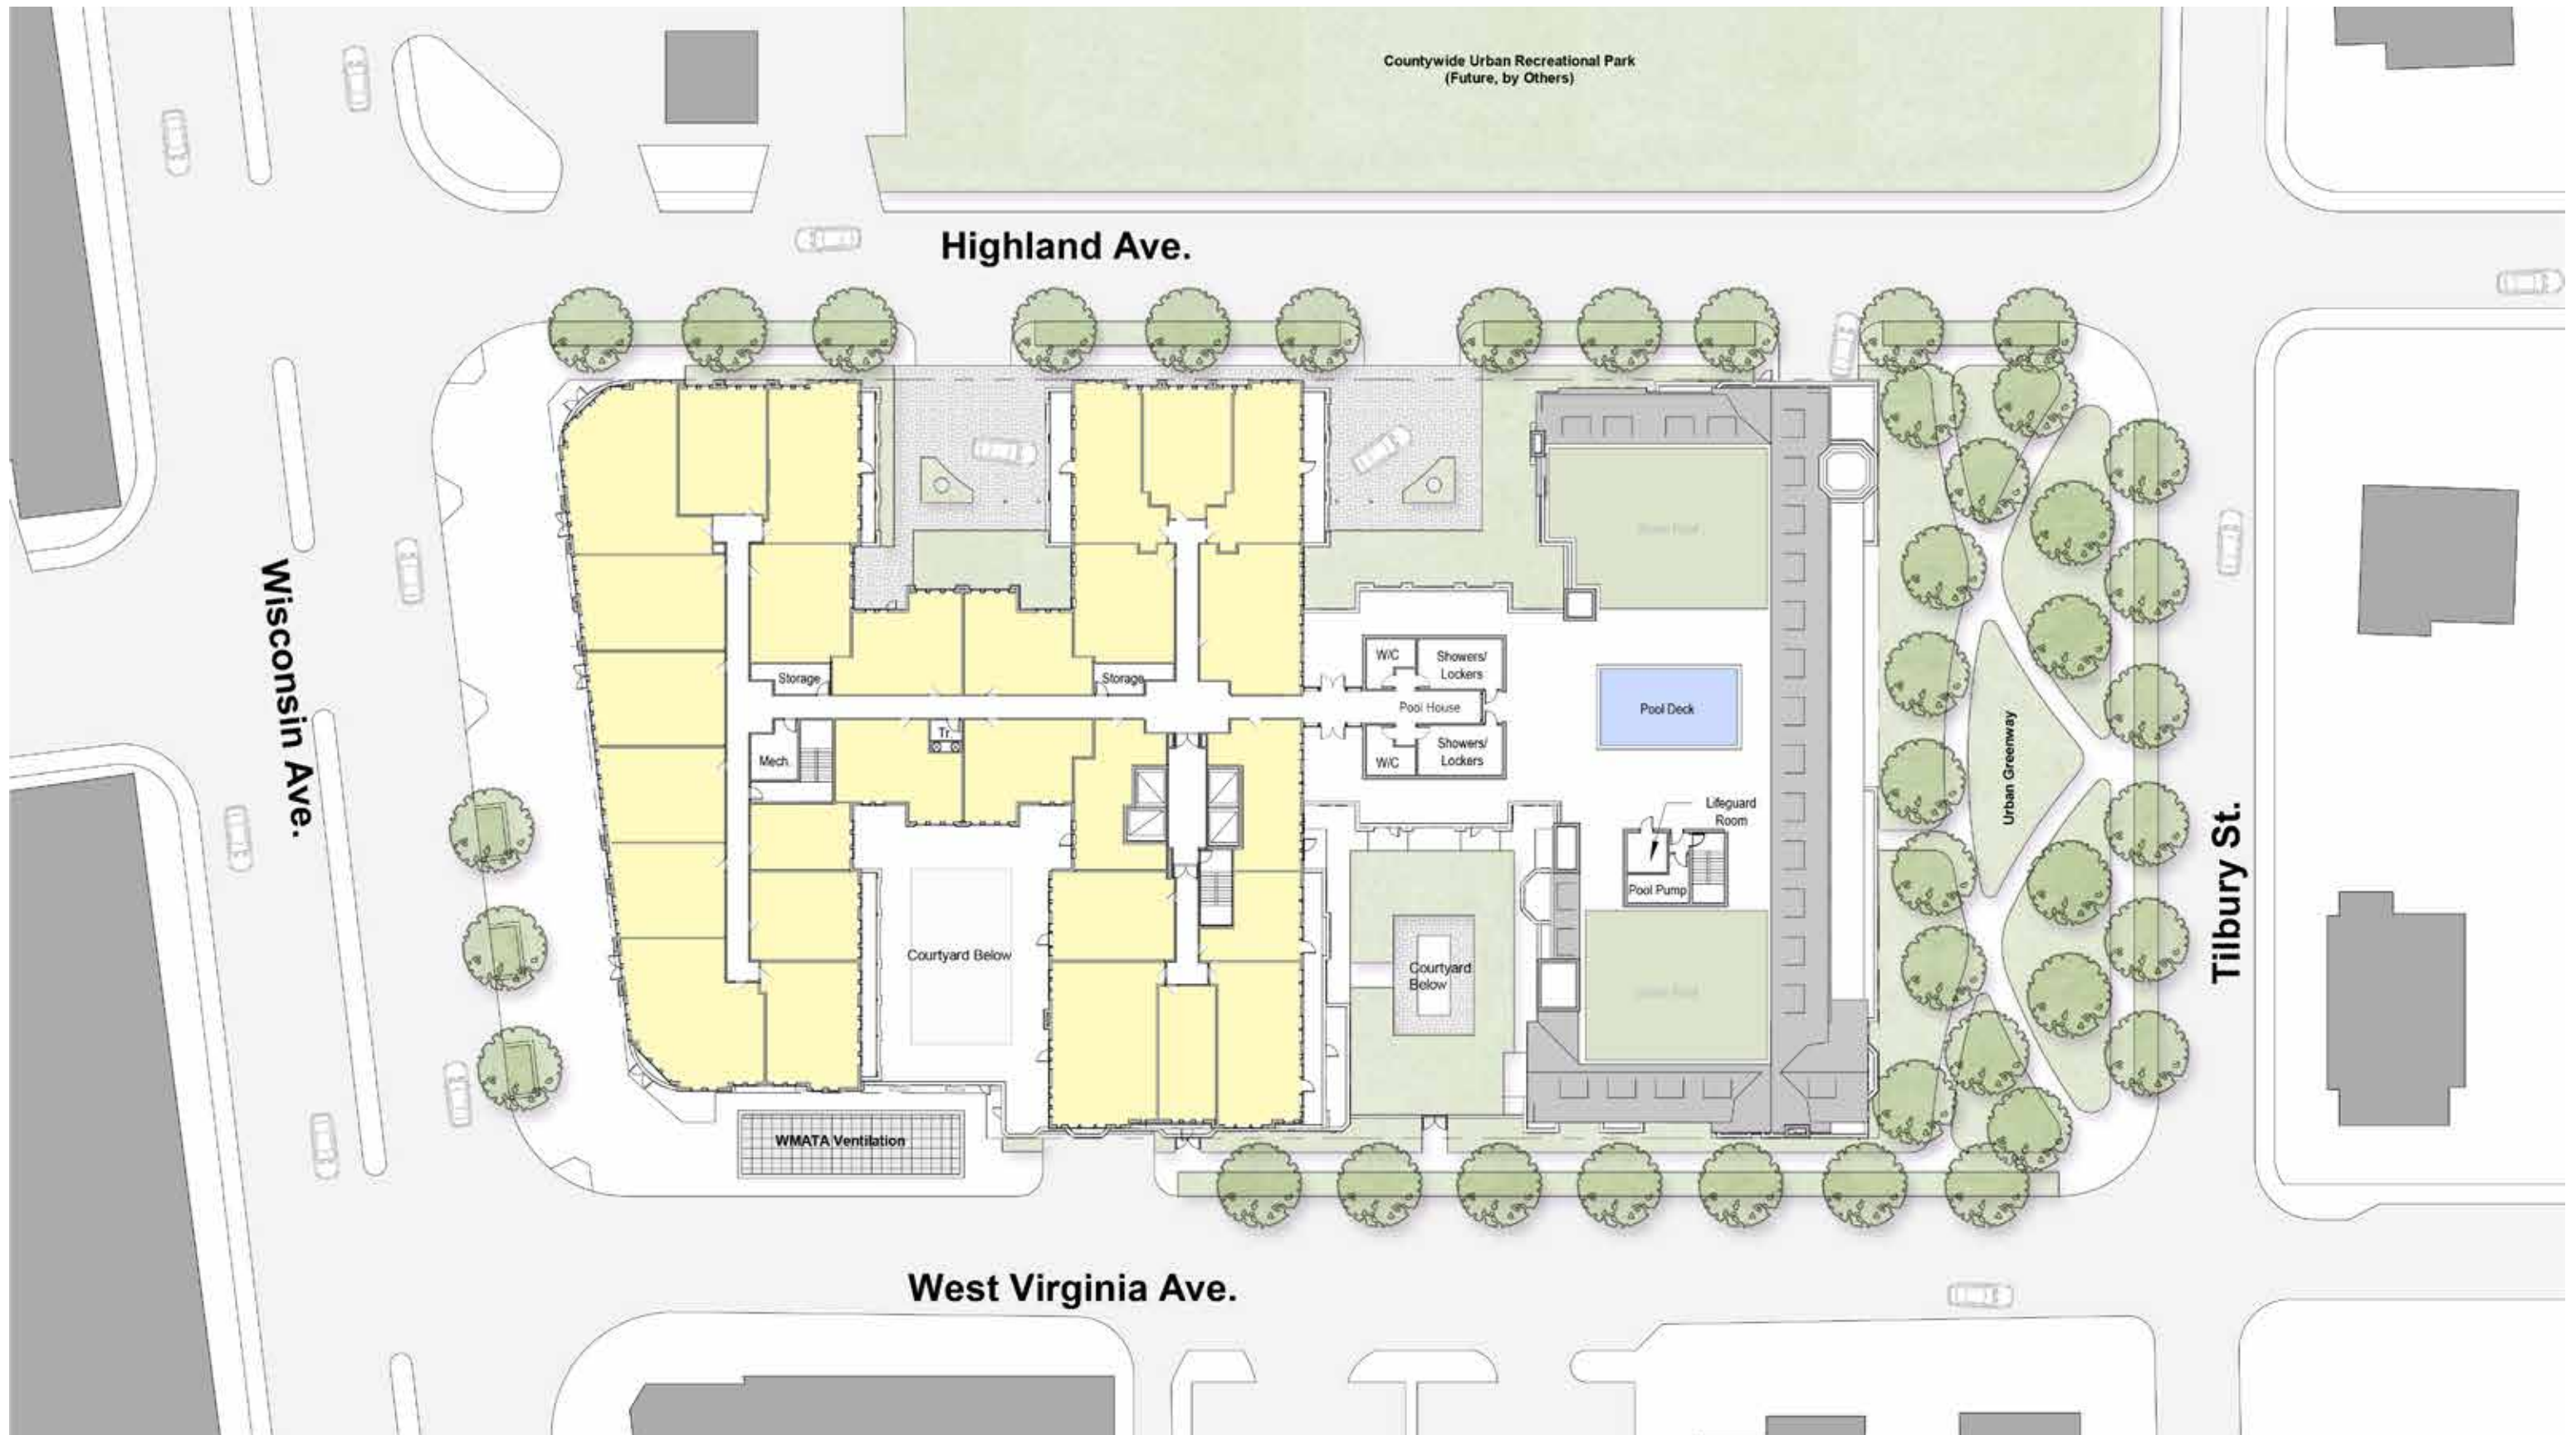 Countywide Urban Recreational Park
(Future, by Others)
Highland Ave.
Wisconsin Ave.
Storage
Storage
W/C
Showers/
Lockers
Pool House
Pool Deck
Tr.
Mech.
W/C
Showers/
Lockers
Urban Greenway
Lifeguard
Room
Pool Pump
Tilbury St.
Courtyard Below
Courtyard
Below
WMATA Ventilation
West Virginia Ave.